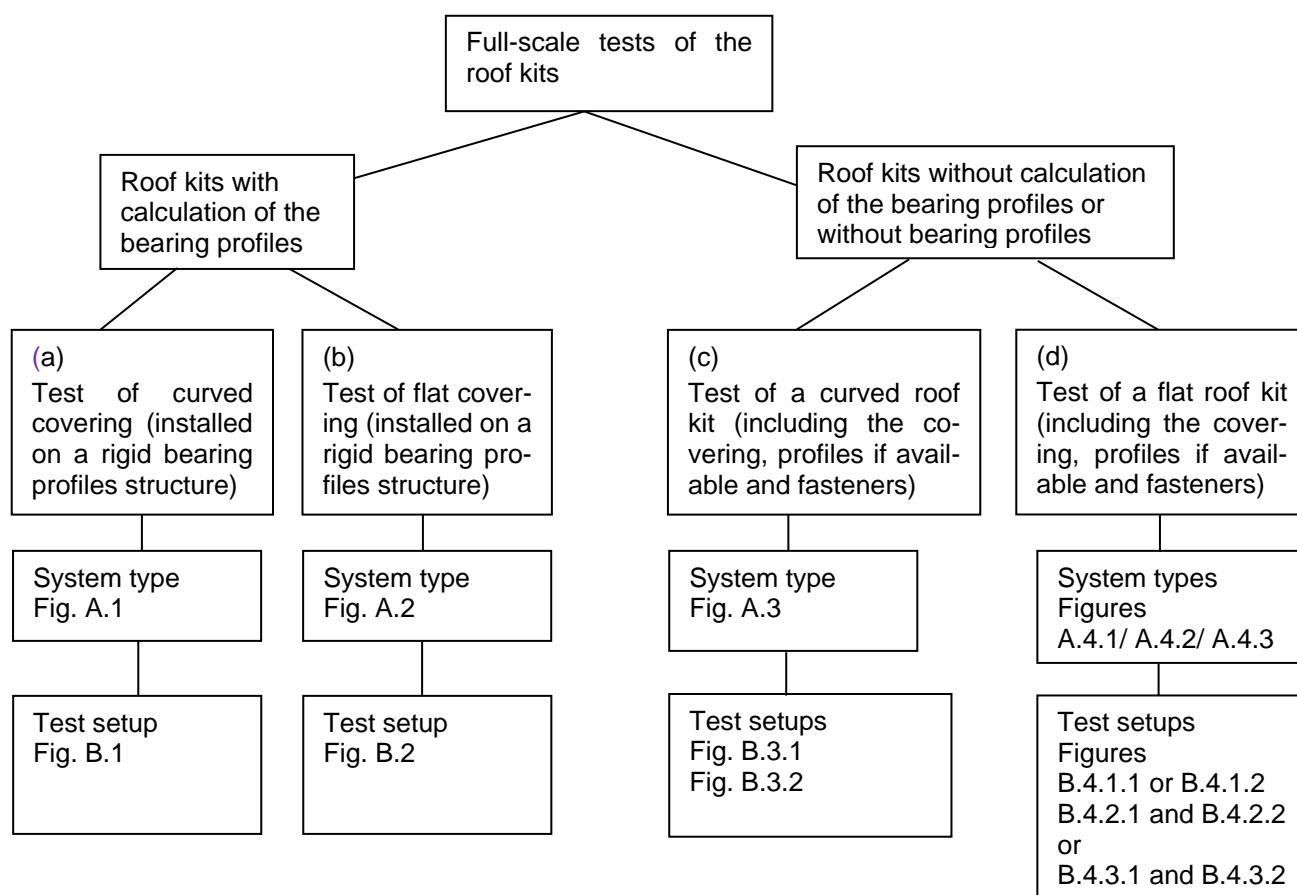 Full-scale tests of the
roof kits
Roof kits with
calculation of the
bearing profiles
Roof kits without calculation
of the bearing profiles or
without bearing profiles
(a)
Test of curved
covering (installed
on a rigid bearing
profiles structure)
(b)
Test of flat cover-
ing (installed on a
rigid bearing pro-
files structure)
(c)
Test of a curved roof
kit (including the co-
vering, profiles if avail-
able and fasteners)
(d)
Test of a flat roof kit
(including the cover-
ing, profiles if avail-
able and fasteners)
System type
Fig. A.1
System type
Fig. A.2
System type
Fig. A.3
System types
Figures
A.4.1/ A.4.2/ A.4.3
Test setup
Fig. B.1
Test setup
Fig. B.2
Test setups
Fig. B.3.1
Fig. B.3.2
Test setups
Figures
B.4.1.1 or B.4.1.2
B.4.2.1 and B.4.2.2
or
B.4.3.1 and B.4.3.2